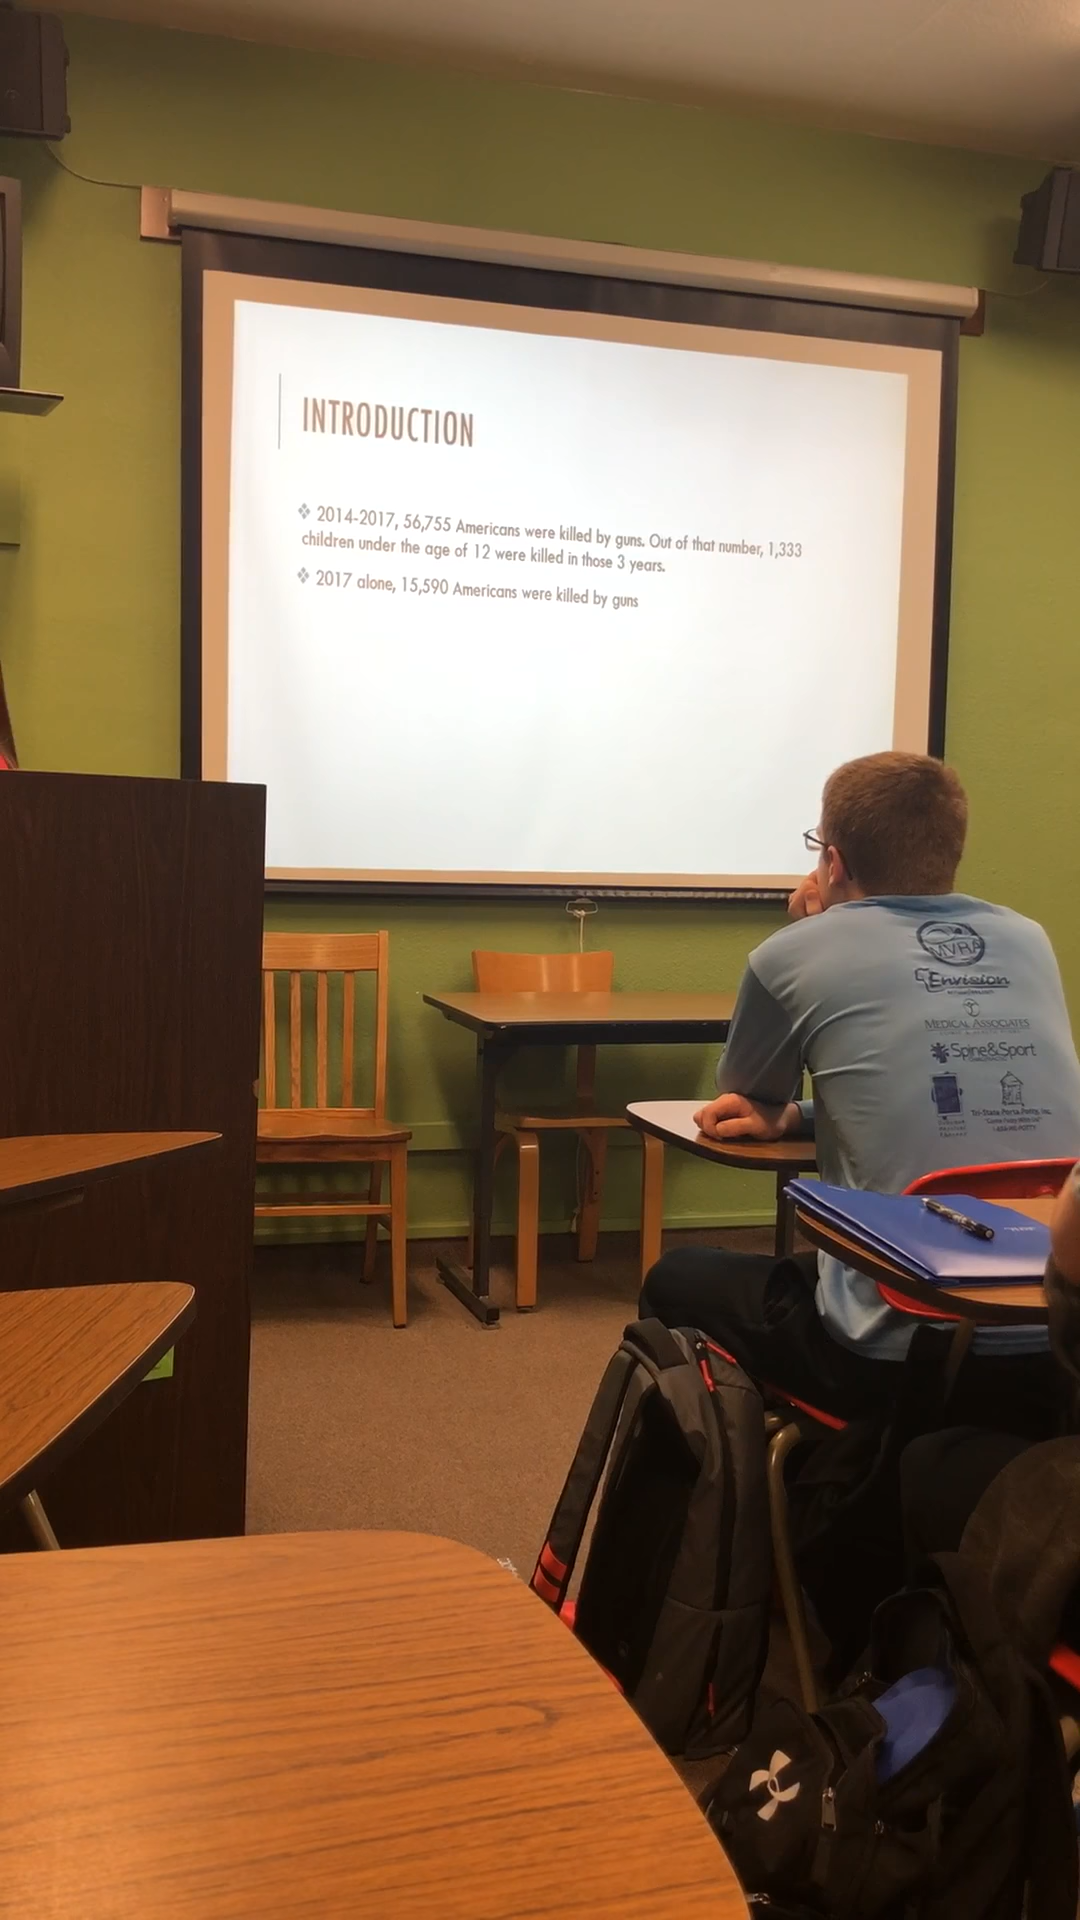 INTRODUCTION
❖ 2014-2017, 56,755 Americans were killed by guns. Out of that number, 1,333
children under the age of 12 were killed in those 3 years.
❖ 2017 alone, 15,590 Americans were killed by guns
MVRA
Envision
MEDICAL ASSOCIATES
Spine&Sport
Tri-State Porta Potty, Inc.